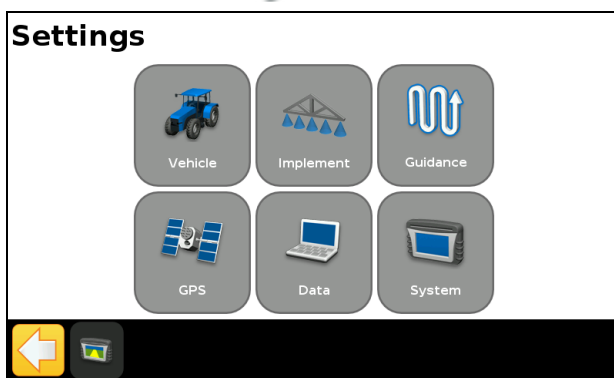 Settings
Vehicle
Implement
Guidance
GPS
Data
System